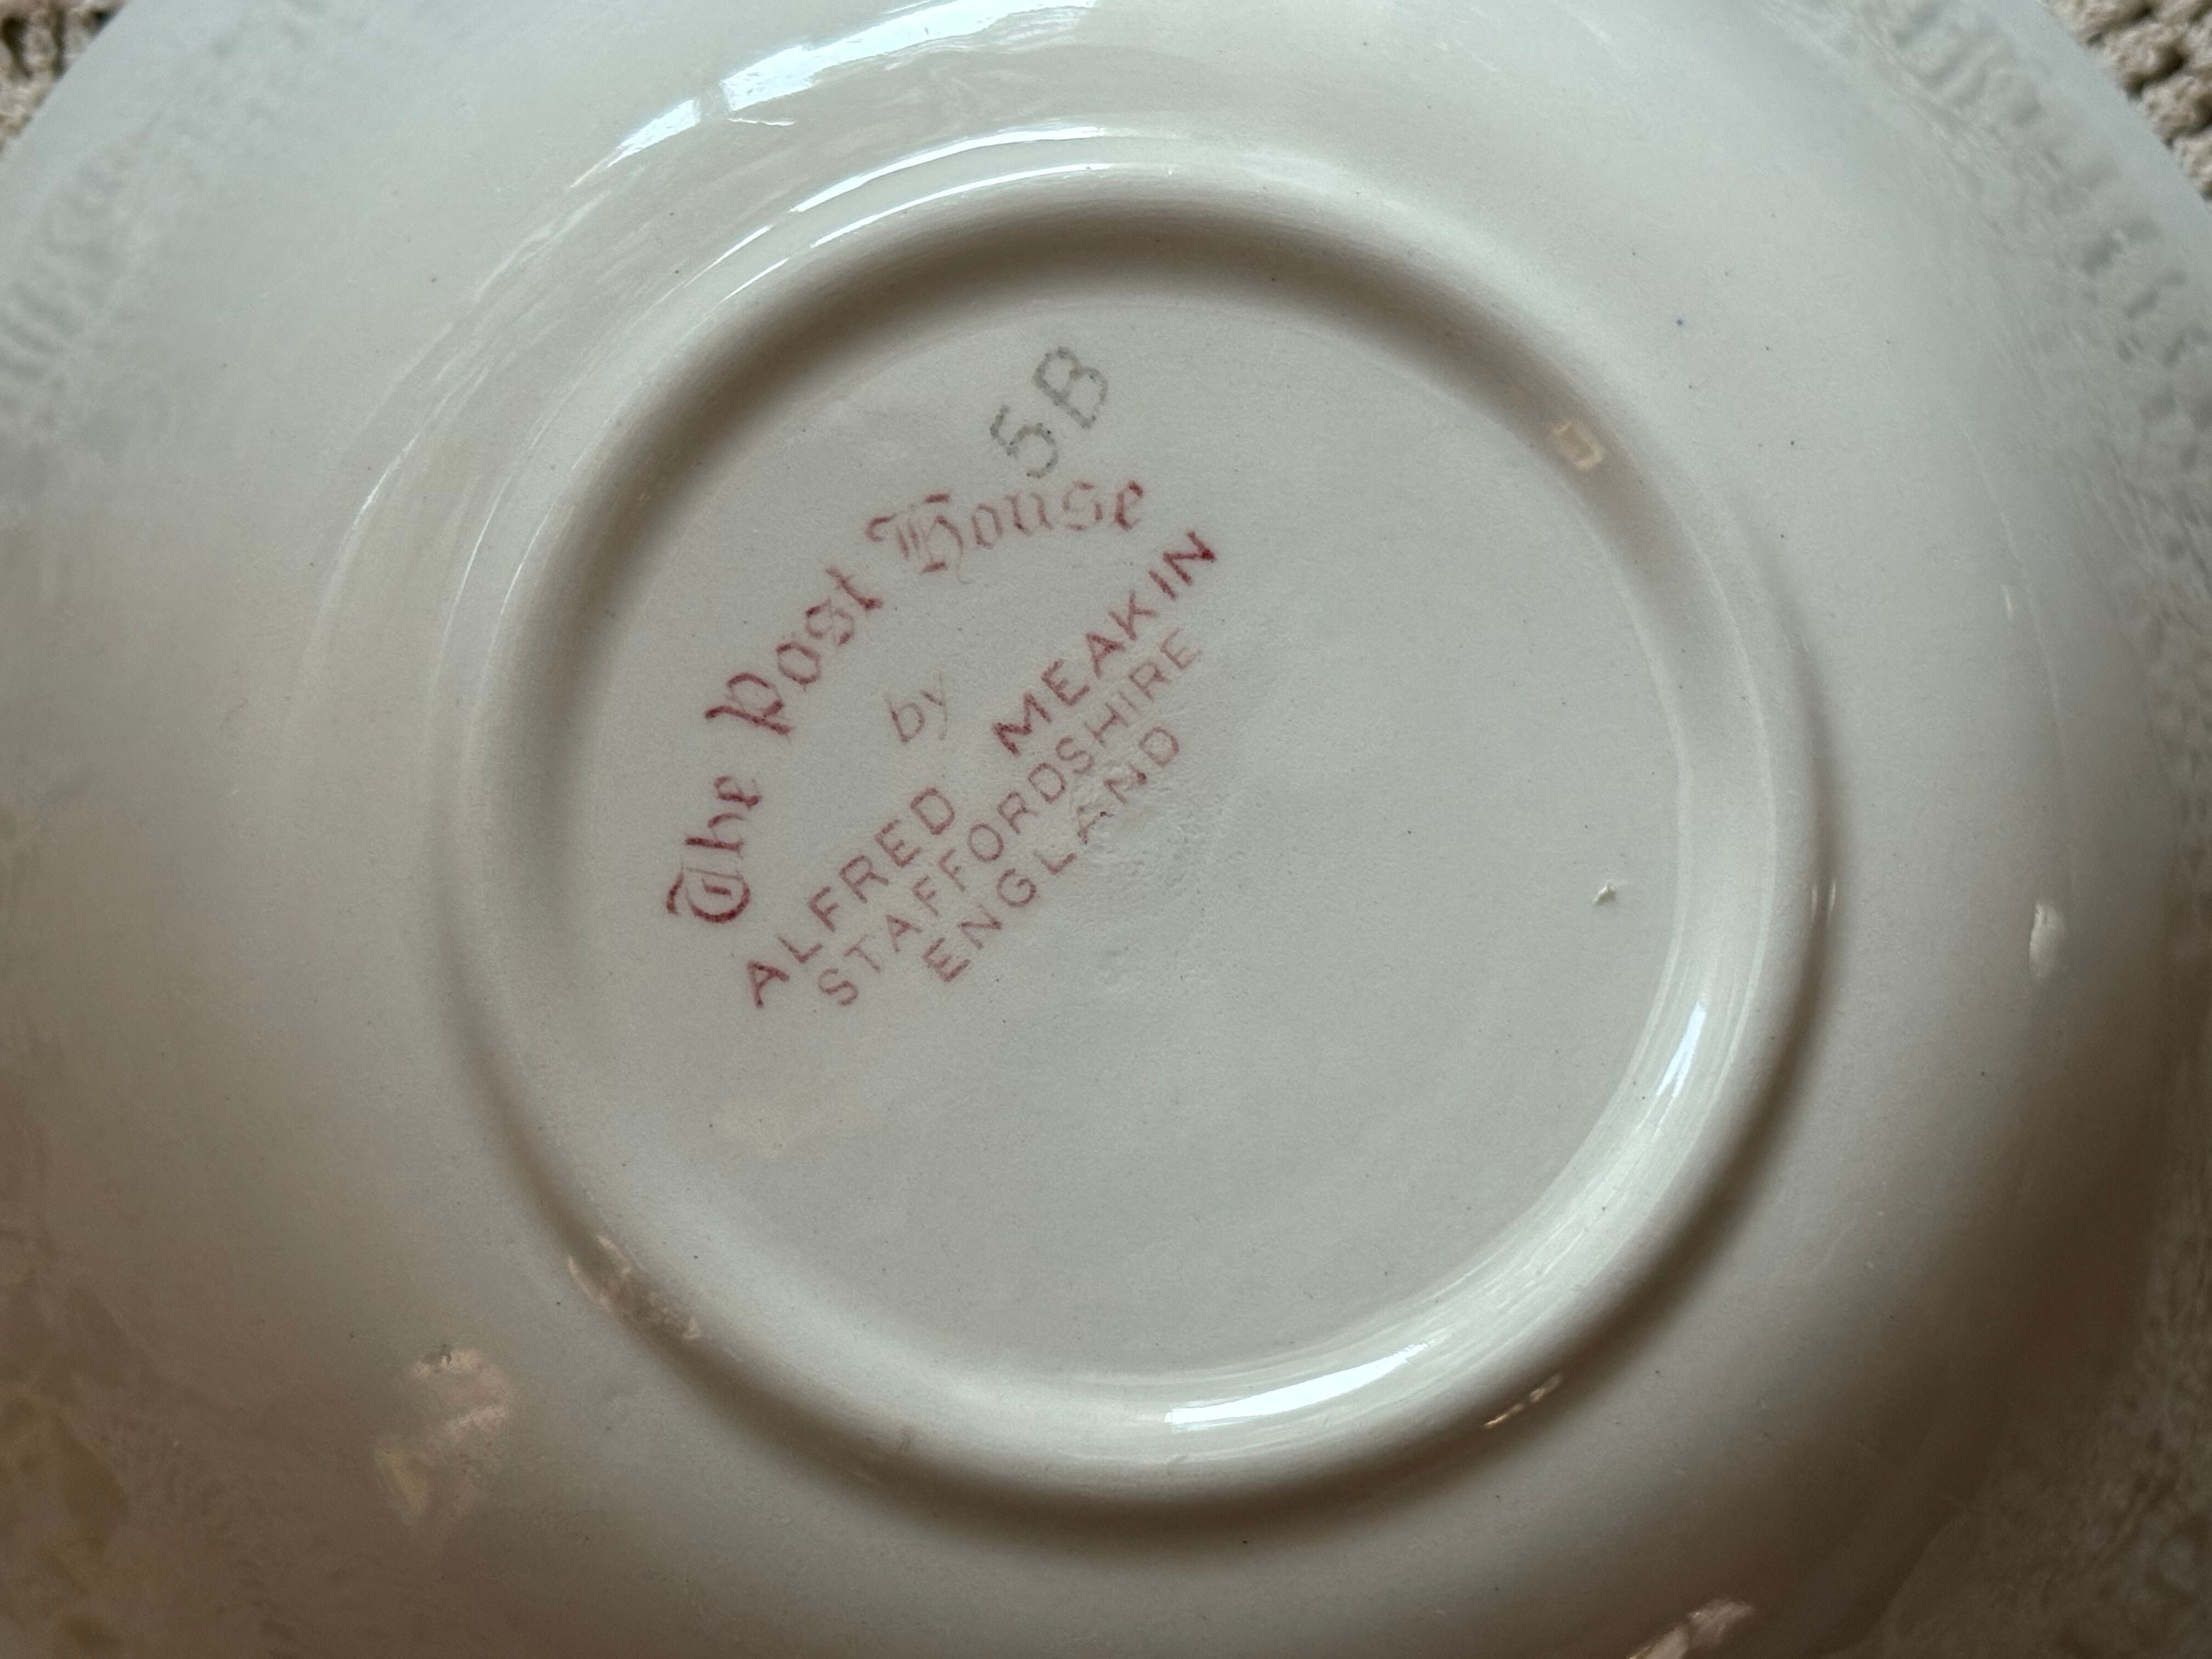 5B
The Post House
by
ALFRED MEAKIN
STAFFORDSHIRE
ENGLAND